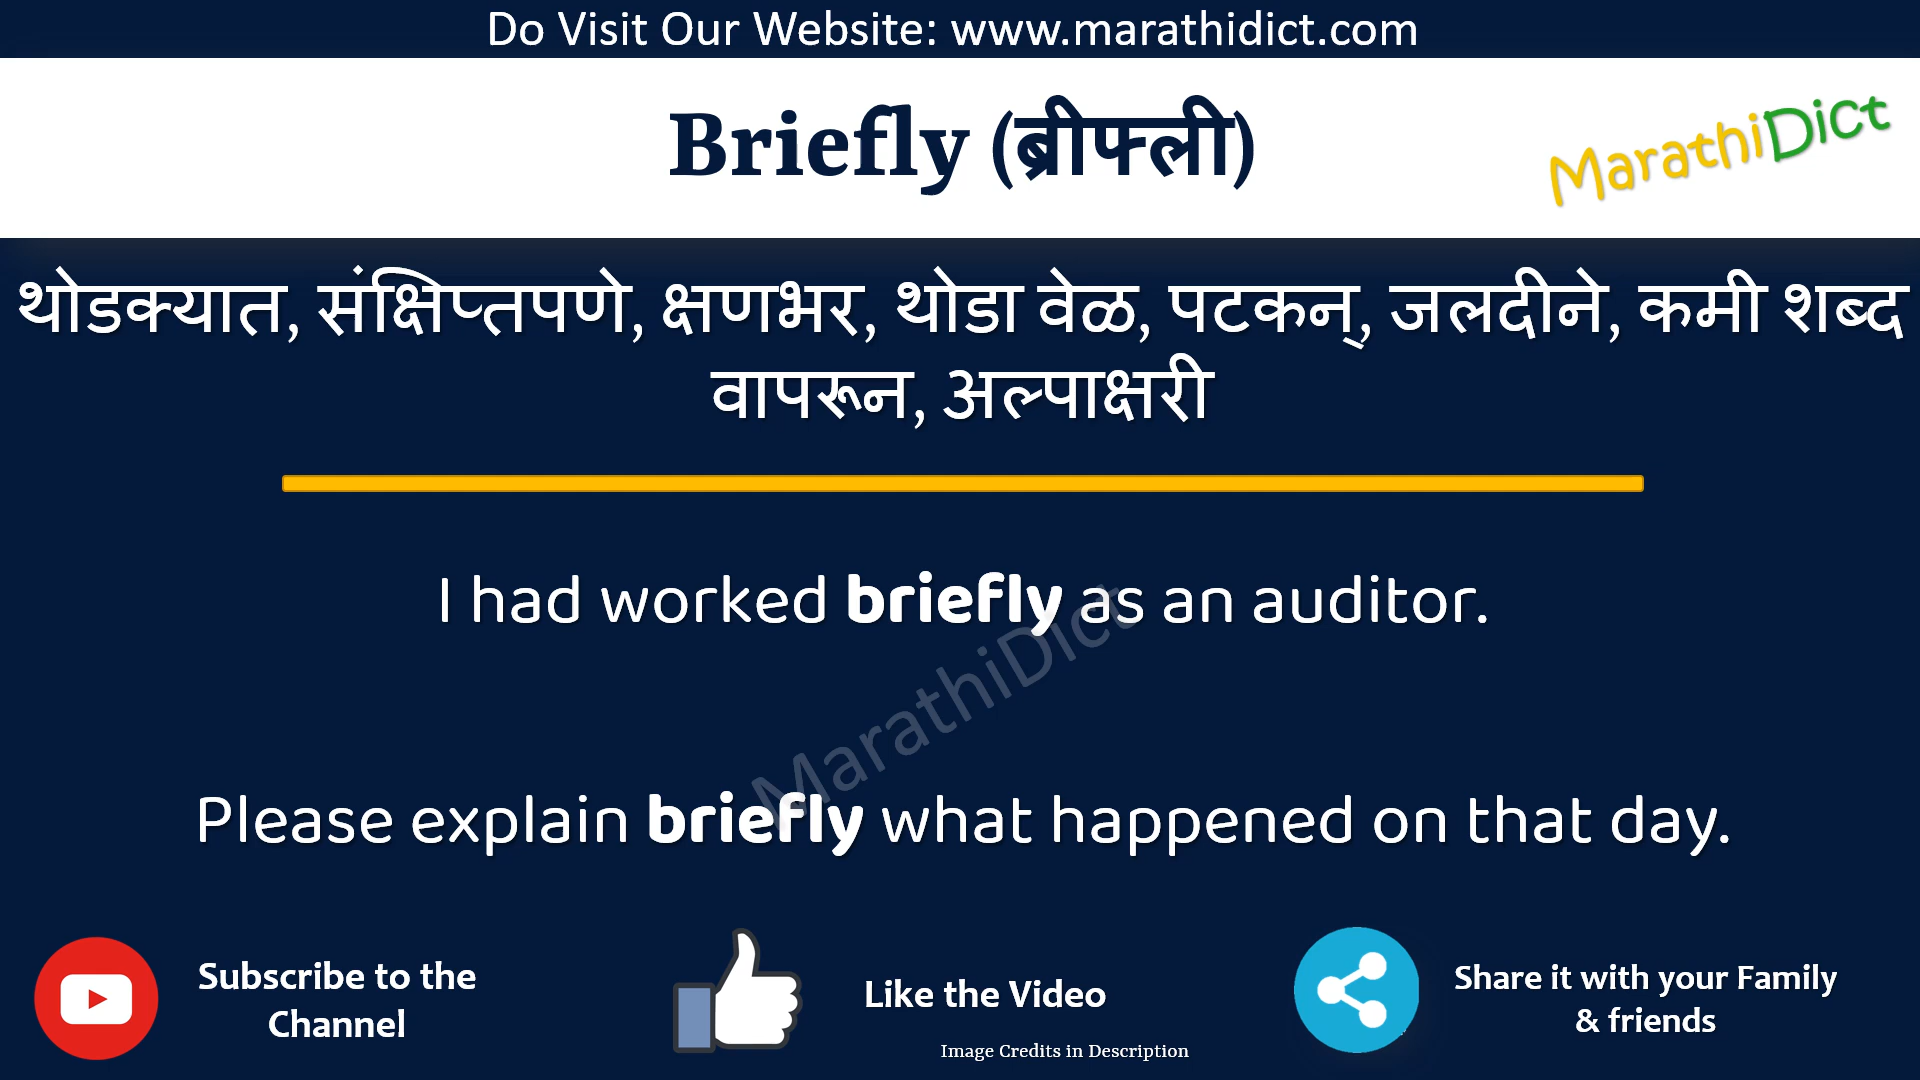 Do Visit Our Website: www.marathidict.com
Briefly (ब्रीफ्ली)
MarathiDict
थोडक्यात, संक्षिप्तपणे, क्षणभर, थोडा वेळ, पटकन्, जलदीने, कमी शब्द
वापरून, अल्पाक्षरी
I had worked briefly as an auditor.
MarathiDict
Please explain briefly what happened on that day.
Subscribe to the
Channel
Like the Video
Share it with your Family
& friends
Image Credits in Description